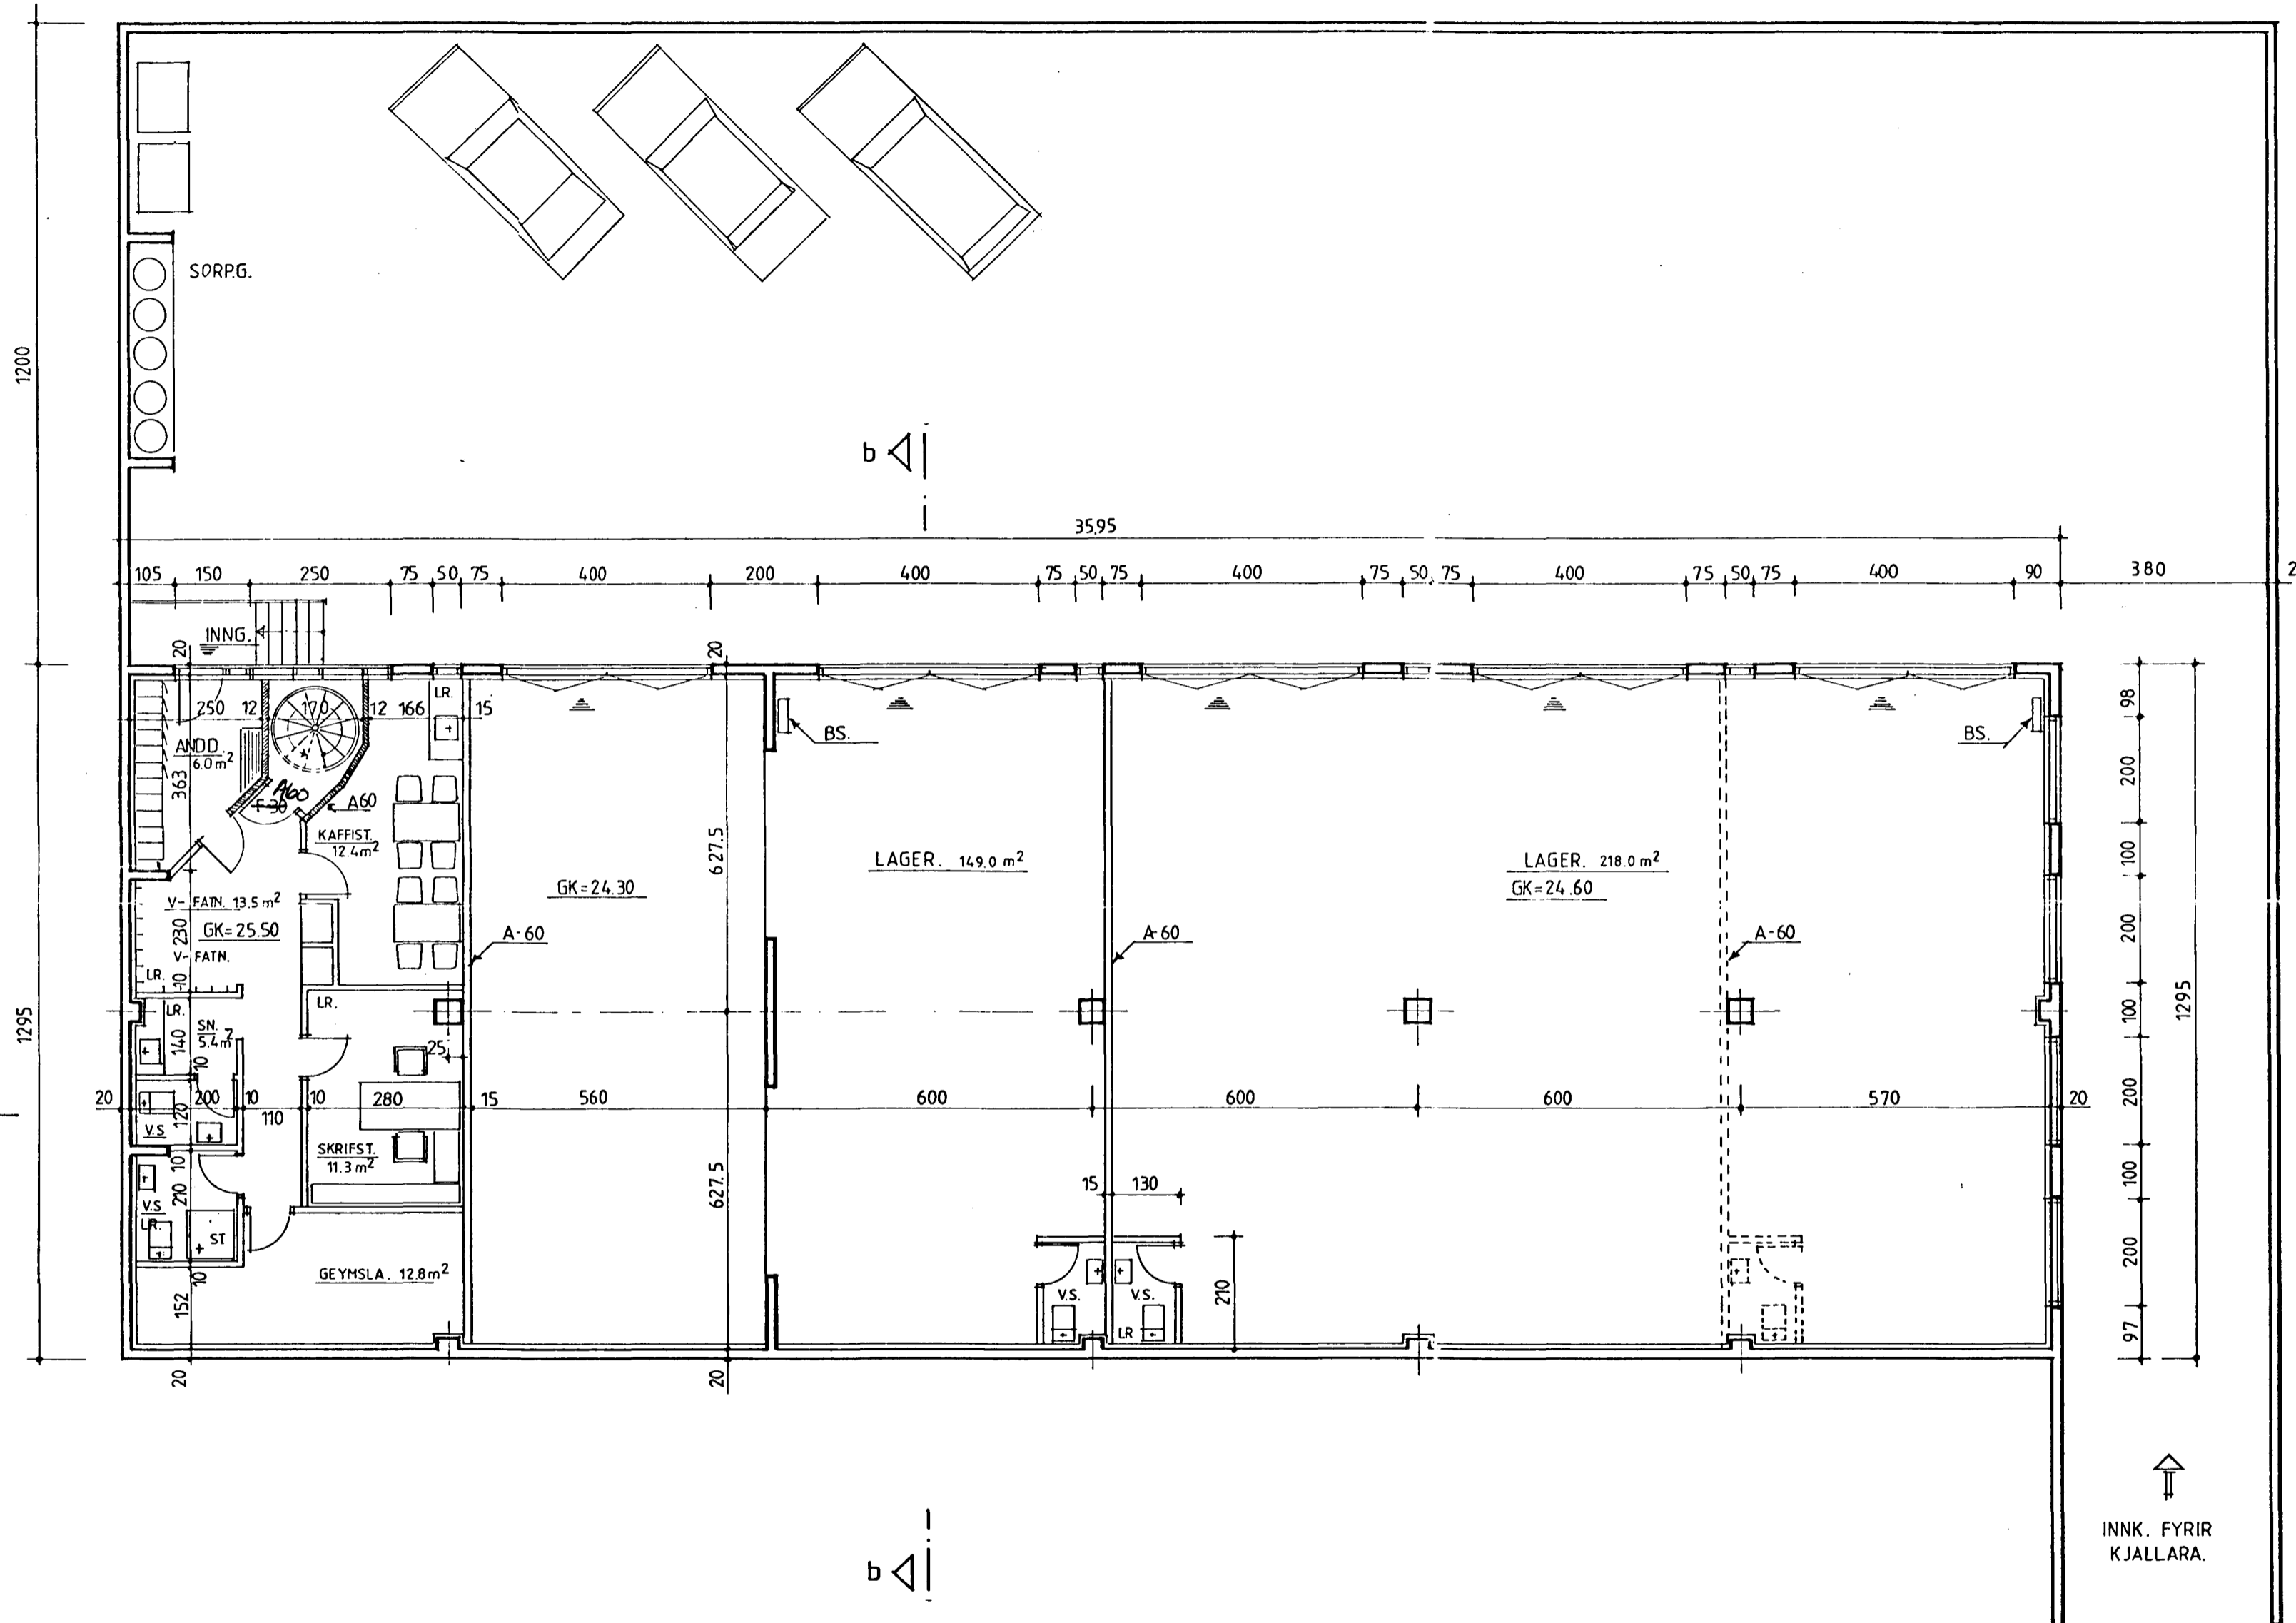 SORP.G.
1200
b
35,95
105 150 250 75 50 75 400 200 400 75 50 75 400 75 50 75 400 75 50 75 400 90 380 2
INNG.
20
20
LR.
250 12 170 12 166 15
BS.
BS.
ANDD.
6.0 m²
363
A60
F-30
A60
KAFFIST.
12.4 m²
627.5
LAGER. 149.0 m²
LAGER. 218.0 m²
GK=24.30
GK=24.60
V- FATN. 13.5 m²
230
GK=25.50
V- FATN.
A-60
A-60
A-60
LR.
10
LR.
LR.
SN.
5.4 m²
140
10
25
1295
1295
98
200
100
200
100
200
100
200
97
20 200 10 110 10 280 15 560 600 600 600 570 20
120
V.S
10
SKRIFST.
11.3 m²
210
V.S
LR.
ST
627.5
15 130
210
GEYMSLA. 12.8 m²
10
152
V.S.
V.S.
LR
20
20
b
INNK. FYRIR
KJALLARA.